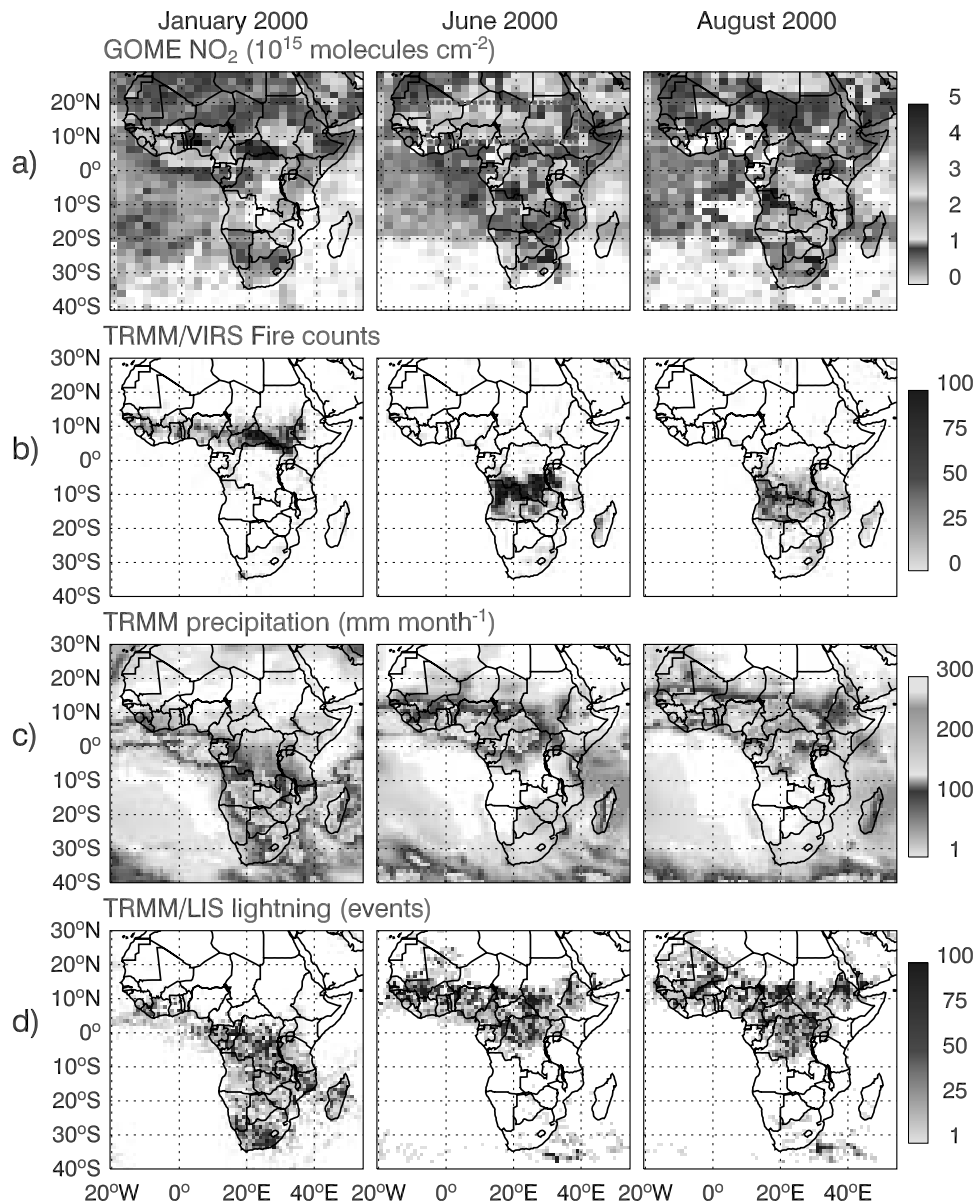 January 2000 June 2000 August 2000
GOME NO₂ (10¹⁵ molecules cm⁻²)
a)
20°N
10°N
0°
10°S
20°S
30°S
40°S
5
4
3
2
1
0
TRMM/VIRS Fire counts
b)
30°N
20°N
10°N
0°
10°S
20°S
30°S
40°S
100
75
50
25
0
TRMM precipitation (mm month⁻¹)
c)
30°N
20°N
10°N
0°
10°S
20°S
30°S
40°S
300
200
100
1
TRMM/LIS lightning (events)
d)
30°N
20°N
10°N
0°
10°S
20°S
30°S
40°S
100
75
50
25
1
20°W 0° 20°E 40°E 0° 20°E 40°E 0° 20°E 40°E